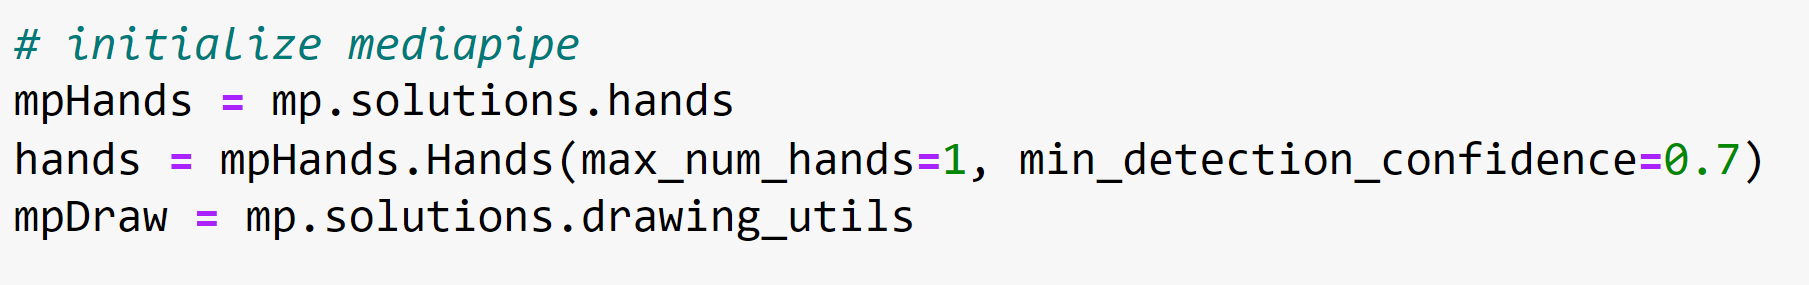 # initialize mediapipe
mpHands = mp.solutions.hands
hands = mpHands.Hands(max_num_hands=1, min_detection_confidence=0.7)
mpDraw = mp.solutions.drawing_utils